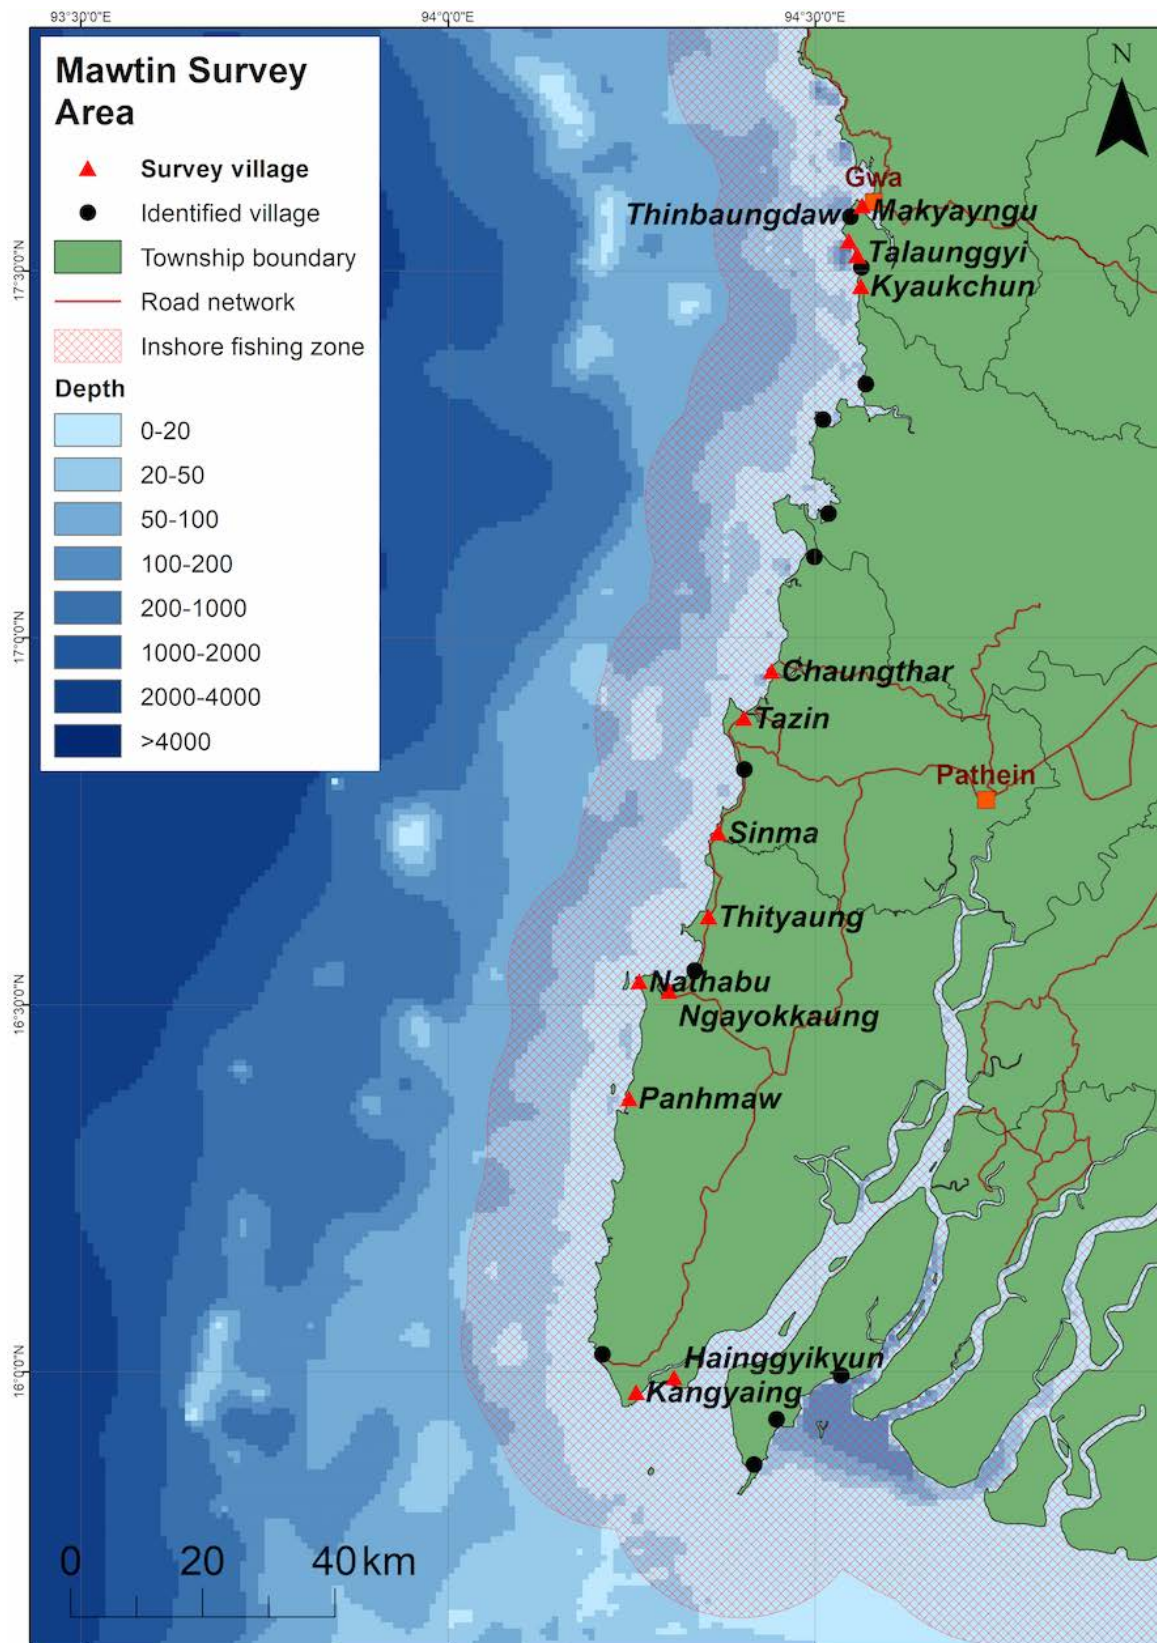 93°30'0"E
94°0'0"E
94°30'0"E
Mawtin Survey
Area
Survey village
Identified village
Township boundary
Road network
Inshore fishing zone
Depth
0-20
20-50
50-100
100-200
200-1000
1000-2000
2000-4000
>4000
N
Gwa
Thinbaungdaw
Makyayngu
Talaunggyi
Kyaukchun
17°30'0"N
17°0'0"N
Chaungthar
Tazin
Pathein
Sinma
Thityaung
Nathabu
16°30'0"N
Ngayokkaung
Panhmaw
Hainggyikyun
16°0'0"N
Kangyaing
0 20 40 km